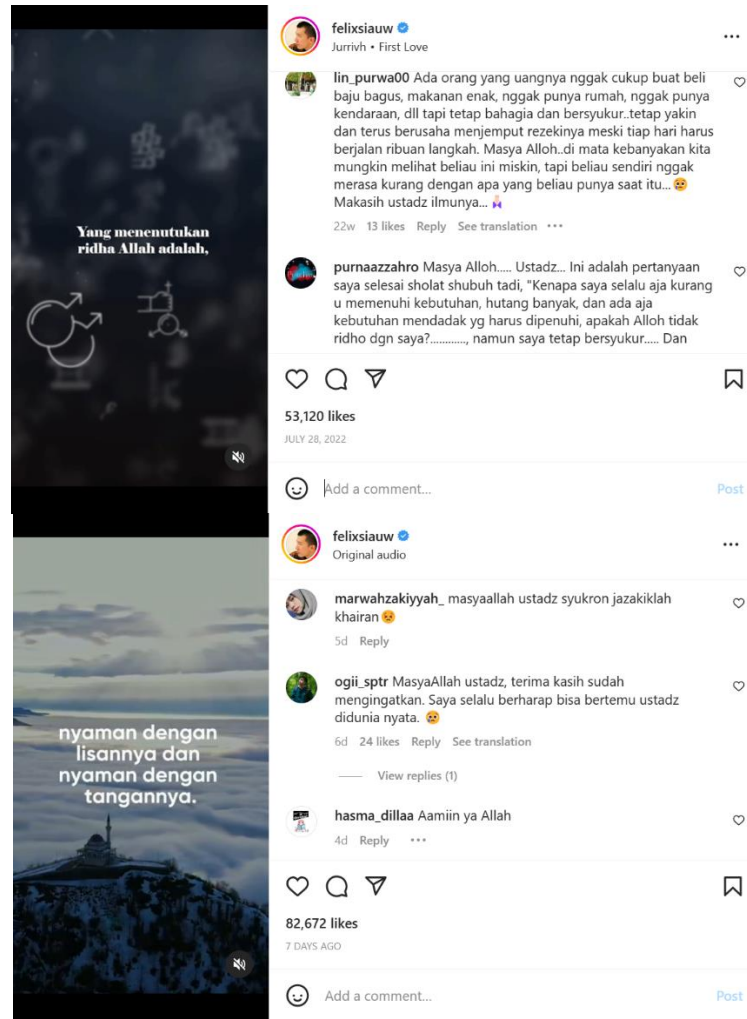 Yang menenutukan
ridha Allah adalah,
felixsiauw
Jurrivh • First Love
lin_purwa00 Ada orang yang uangnya nggak cukup buat beli
baju bagus, makanan enak, nggak punya rumah, nggak punya
kendaraan, dll tapi tetap bahagia dan bersyukur..tetap yakin
dan terus berusaha menjemput rezekinya meski tiap hari harus
berjalan ribuan langkah. Masya Alloh..di mata kebanyakan kita
mungkin melihat beliau ini miskin, tapi beliau sendiri nggak
merasa kurang dengan apa yang beliau punya saat itu...😥
Makasih ustadz ilmunya...
22w 13 likes Reply See translation
purnaazzahro Masya Alloh..... Ustadz... Ini adalah pertanyaan
saya selesai sholat shubuh tadi, "Kenapa saya selalu aja kurang
u memenuhi kebutuhan, hutang banyak, dan ada aja
kebutuhan mendadak yg harus dipenuhi, apakah Alloh tidak
ridho dgn saya?............, namun saya tetap bersyukur..... Dan
53,120 likes
JULY 28, 2022
Add a comment...
Post
nyaman dengan
lisannya dan
nyaman dengan
tangannya.
felixsiauw
Original audio
marwahzakiyyah_ masyaallah ustadz syukron jazakiklah
khairan
5d Reply
ogii_sptr MasyaAllah ustadz, terima kasih sudah
mengingatkan. Saya selalu berharap bisa bertemu ustadz
didunia nyata. 😥
6d 24 likes Reply See translation
View replies (1)
hasma_dillaa Aamiin ya Allah
4d Reply
82,672 likes
7 DAYS AGO
Add a comment...
Post